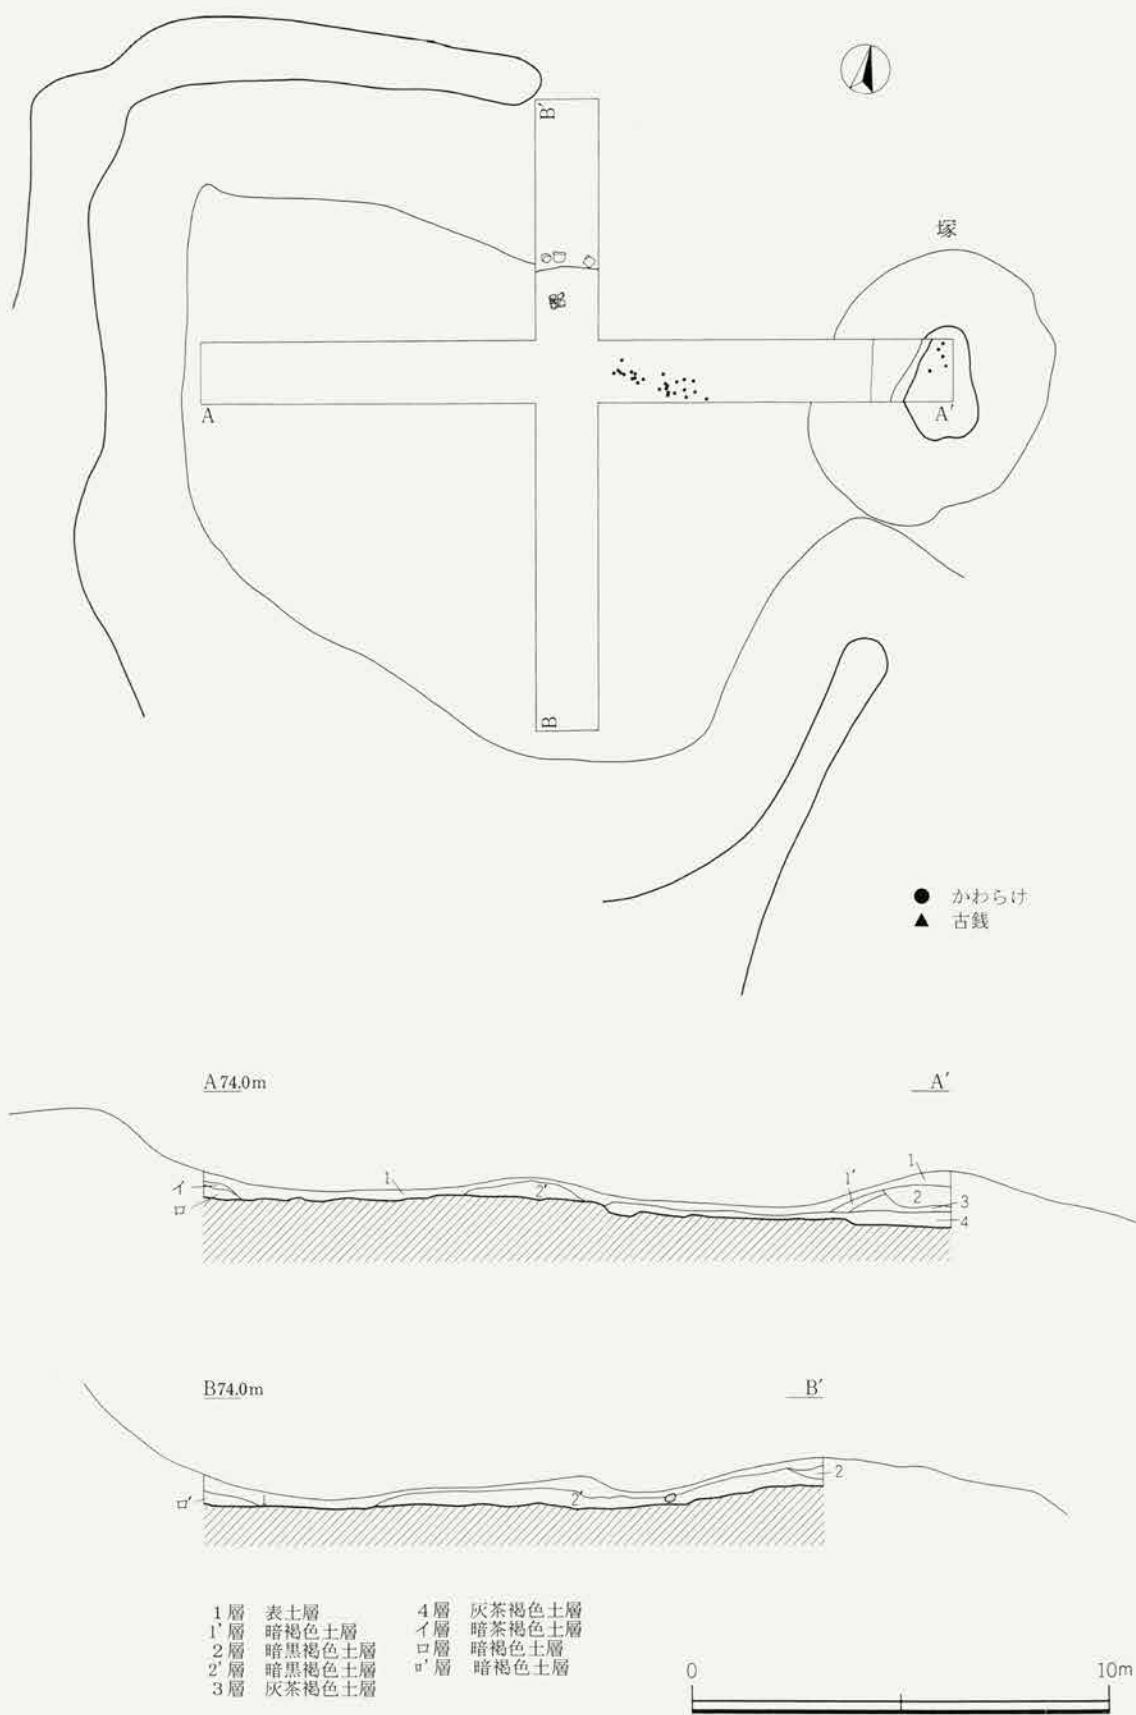 B′
塚
A
A′
B
● かわらけ
▲ 古銭
A74.0m
A′
1
2′
1′
1
2
3
4
イ
ロ
B74.0m
B′
ロ′
1
2′
2
1層 表土層
1′層 暗褐色土層
2層 暗黒褐色土層
2′層 暗黒褐色土層
3層 灰茶褐色土層
4層 灰茶褐色土層
イ層 暗茶褐色土層
ロ層 暗褐色土層
ロ′層 暗褐色土層
0
10m